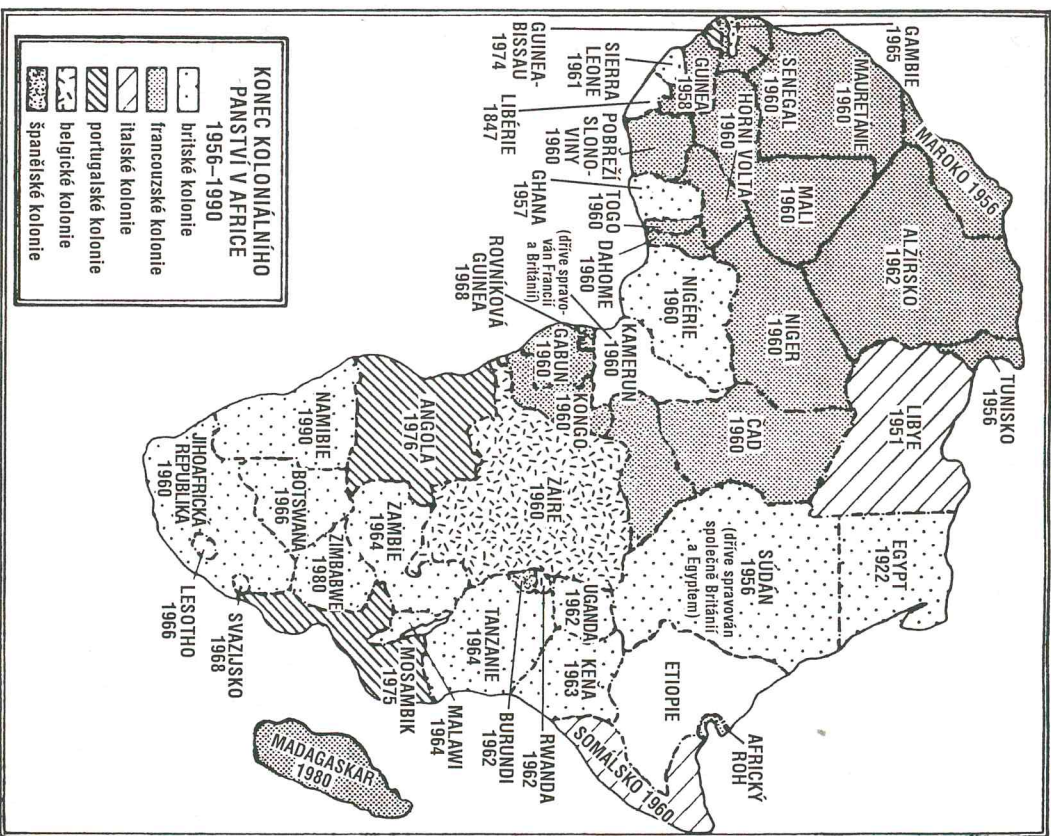 KONEC KOLONIÁLNÍHO
PANSTVÍ V AFRICE
1956–1990
britské kolonie
francouzské kolonie
italské kolonie
portugalské kolonie
belgické kolonie
španělské kolonie
GAMBIE
1965
SENEGAL
1960
MAURETÁNIE
1960
MAROKO 1956
ALŽÍRSKO
1962
TUNISKO
1956
LIBYE
1951
EGYPT
1922
GUINEA-
BISSAU
1974
GUINEA
1958
SIERRA
LEONE
1961
LIBÉRIE
1847
HORNÍ VOLTA
1960
MALI
1960
POBŘEŽÍ
SLONO-
VINY
1960
GHANA
1957
TOGO
1960
DAHOME
1960
NIGER
1960
NIGÉRIE
1960
ČAD
1960
SÚDÁN
1956
(dříve spravován
společně Británií
a Egyptem)
KAMERUN
1960
(dříve spravo-
ván Francií
a Británií)
ROVNÍKOVÁ
GUINEA
1968
GABUN
1960
KONGO
1960
ZAIRE
1960
ETIOPIE
AFRICKÝ
ROH
SOMÁLSKO 1960
UGANDA
1962
KEŇA
1963
RWANDA
1962
BURUNDI
1962
TANZANIE
1964
MALAWI
1964
MOSAMBIK
1975
ANGOLA
1976
ZAMBIE
1964
ZIMBABWE
1980
NAMIBIE
1990
BOTSWANA
1966
JIHOAFRICKÁ
REPUBLIKA
1960
LESOTHO
1966
SVAZIJSKO
1968
MADAGASKAR
1980